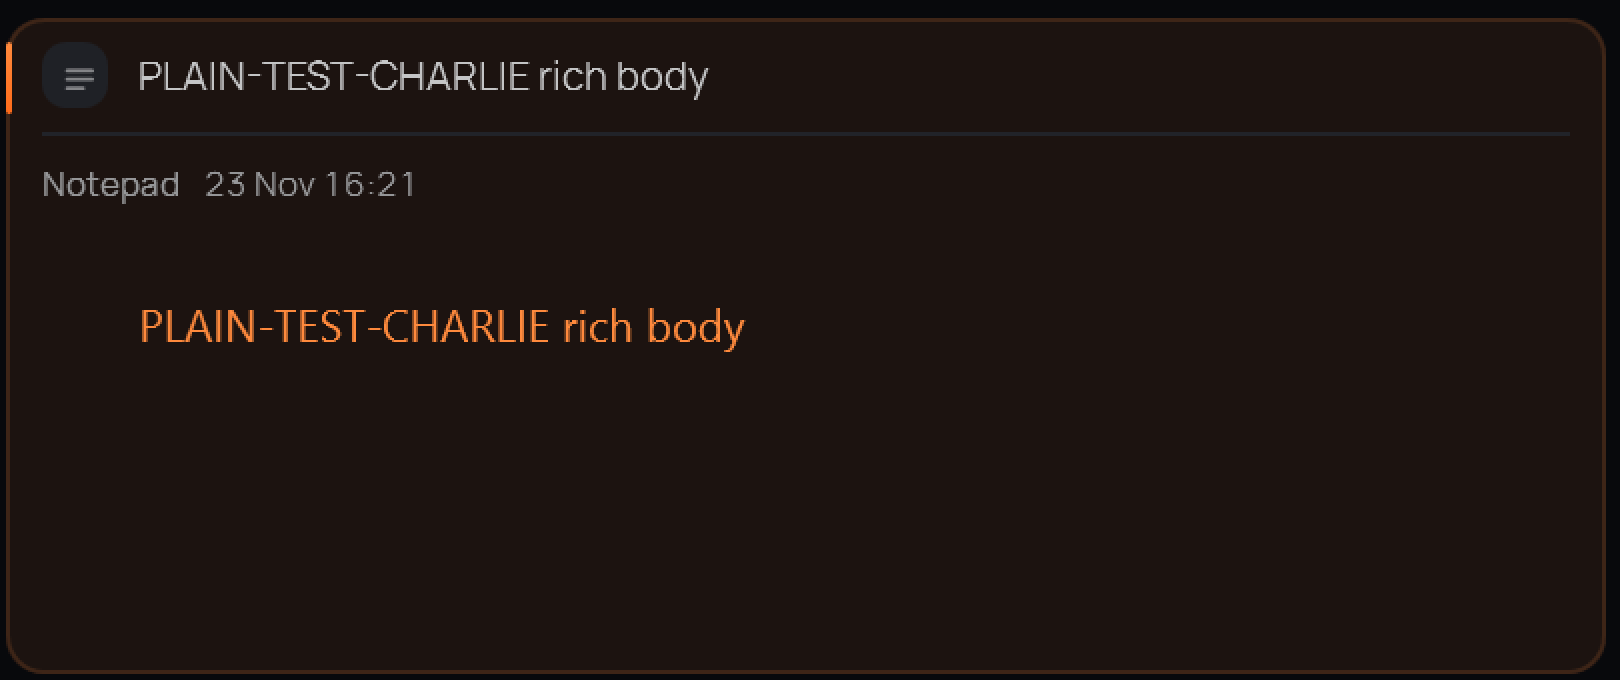 PLAIN-TEST-CHARLIE rich body
Notepad 23 Nov 16:21
PLAIN-TEST-CHARLIE rich body